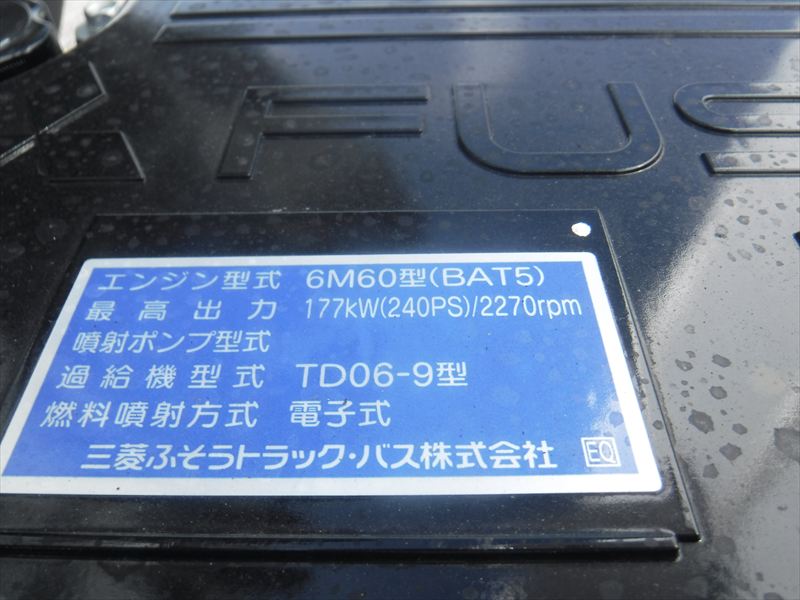 FUS
エンジン型式 6M60型(BAT5)
最高出力 177kW(240PS)/2270rpm
噴射ポンプ型式
過給機型式 TD06-9型
燃料噴射方式 電子式
三菱ふそうトラック・バス株式会社 EQ